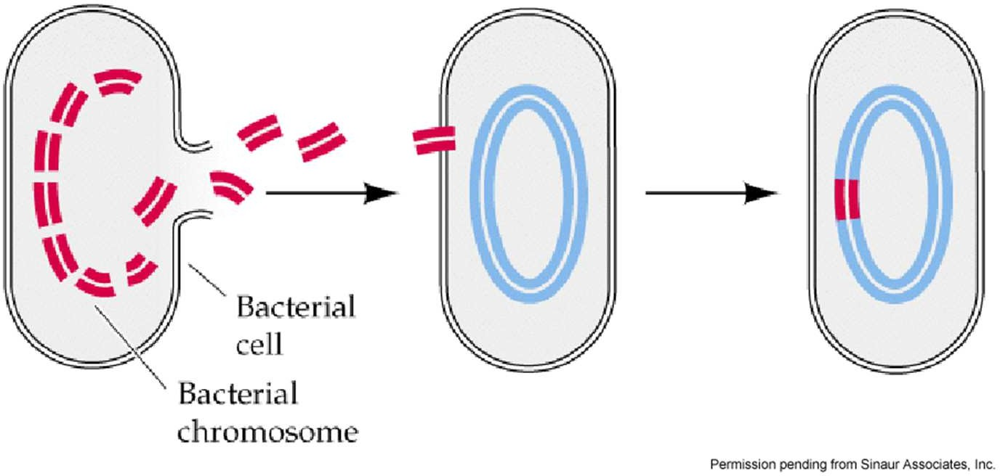 Bacterial
cell
Bacterial
chromosome
Permission pending from Sinaur Associates, Inc.